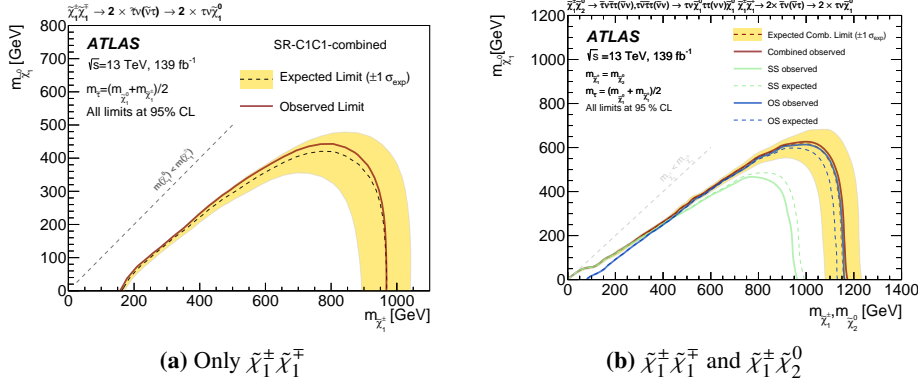 χ̃₁±χ̃₁∓ → 2 × τ̃ν(ν̃τ) → 2 × τνχ̃₁⁰
m_χ̃₁⁰ [GeV]
800
700
600
500
400
300
200
100
0
ATLAS
√s=13 TeV, 139 fb⁻¹
m_τ̃=(m_χ̃₁⁰+m_χ̃₁±)/2
All limits at 95% CL
SR-C1C1-combined
Expected Limit (±1 σexp)
Observed Limit
m(χ̃₁⁰) < m(χ̃₁±)
0 200 400 600 800 1000
m_χ̃₁± [GeV]
(a) Only χ̃₁±χ̃₁∓
m_χ̃₁⁰ [GeV]
1200
1000
800
600
400
200
0
ATLAS
√s=13 TeV, 139 fb⁻¹
m_χ̃₁± = m_χ̃₂⁰
m_τ̃ = (m_χ̃₁± + m_χ̃₁⁰)/2
All limits at 95% CL
Expected Comb. Limit (±1 σexp)
Combined observed
SS observed
SS expected
OS observed
OS expected
0 200 400 600 800 1000 1200 1400
m_χ̃₁±,m_χ̃₂⁰ [GeV]
(b) χ̃₁±χ̃₁∓ and χ̃₁±χ̃₂⁰